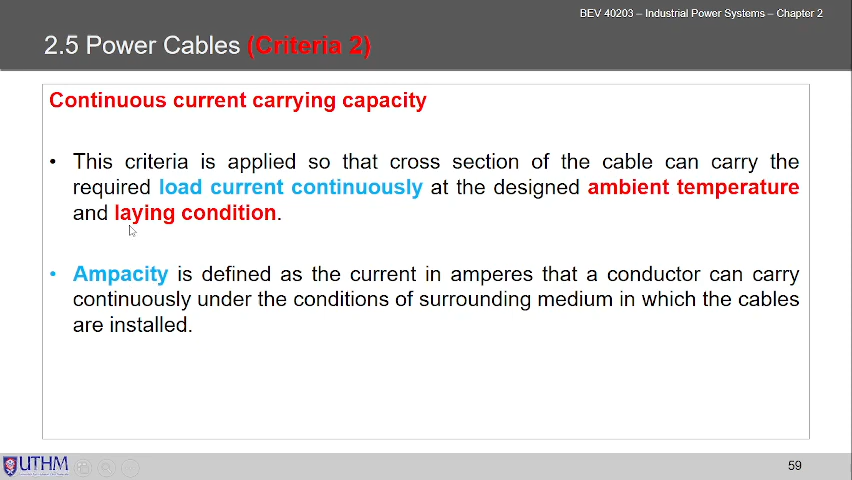 BEV 40203 – Industrial Power Systems – Chapter 2
2.5 Power Cables (Criteria 2)
Continuous current carrying capacity
• This criteria is applied so that cross section of the cable can carry the
required load current continuously at the designed ambient temperature
and laying condition.
• Ampacity is defined as the current in amperes that a conductor can carry
continuously under the conditions of surrounding medium in which the cables
are installed.
UTHM
59